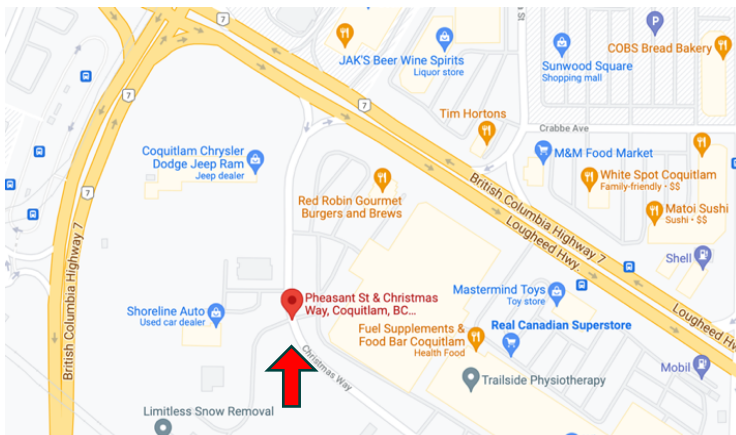 7
JAK'S Beer Wine Spirits
Liquor store
P
COBS Bread Bakery
Sunwood Square
Shopping mall
7
7
Tim Hortons
Crabbe Ave
Coquitlam Chrysler
Dodge Jeep Ram
Jeep dealer
M&M Food Market
British Columbia Highway 7
White Spot Coquitlam
Family-friendly · $$
7
Red Robin Gourmet
Burgers and Brews
Matoi Sushi
Sushi · $$
Lougheed Hwy.
British Columbia Highway 7
Shell
Mastermind Toys
Toy store
Pheasant St & Christmas
Way, Coquitlam, BC...
Lougheed Hwy
Shoreline Auto
Used car dealer
Fuel Supplements &
Food Bar Coquitlam
Health Food
Real Canadian Superstore
Christmas Way
Mobil
Trailside Physiotherapy
Limitless Snow Removal